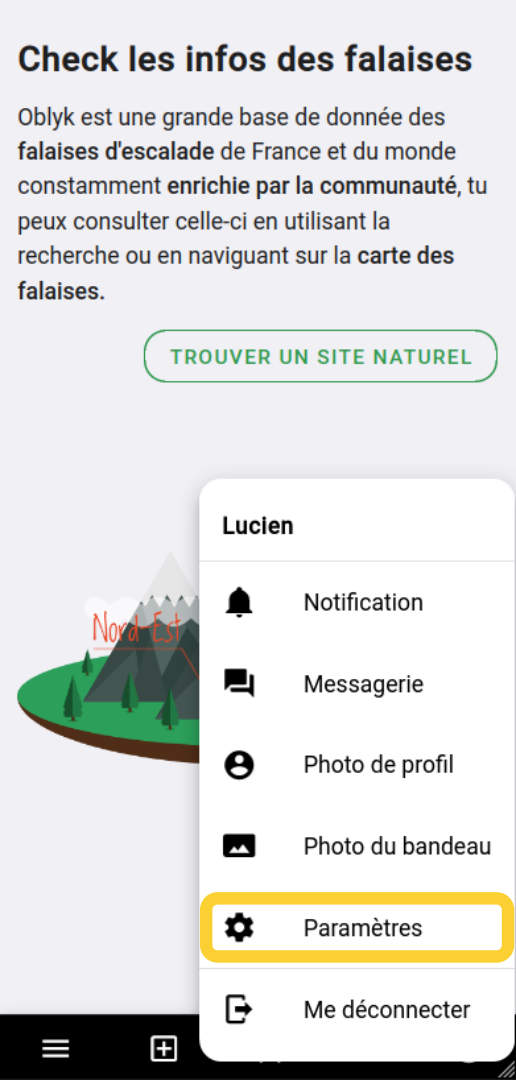 Check les infos des falaises
Oblyk est une grande base de donnée des
falaises d'escalade de France et du monde
constamment enrichie par la communauté, tu
peux consulter celle-ci en utilisant la
recherche ou en naviguant sur la carte des
falaises.
TROUVER UN SITE NATUREL
Nord-Est
Lucien
Notification
Messagerie
Photo de profil
Photo du bandeau
Paramètres
Me déconnecter